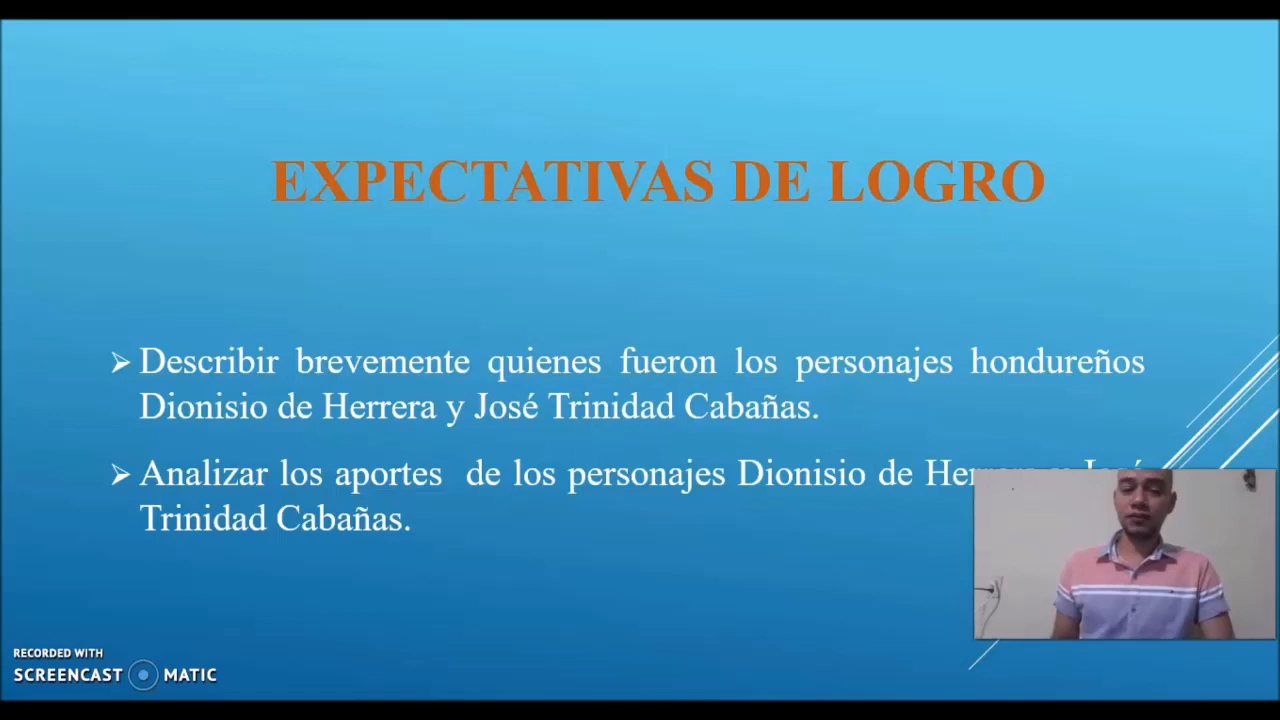 EXPECTATIVAS DE LOGRO
Describir brevemente quienes fueron los personajes hondureños
Dionisio de Herrera y José Trinidad Cabañas.
Analizar los aportes de los personajes Dionisio de
Trinidad Cabañas.
RECORDED WITH
SCREENCAST MATIC